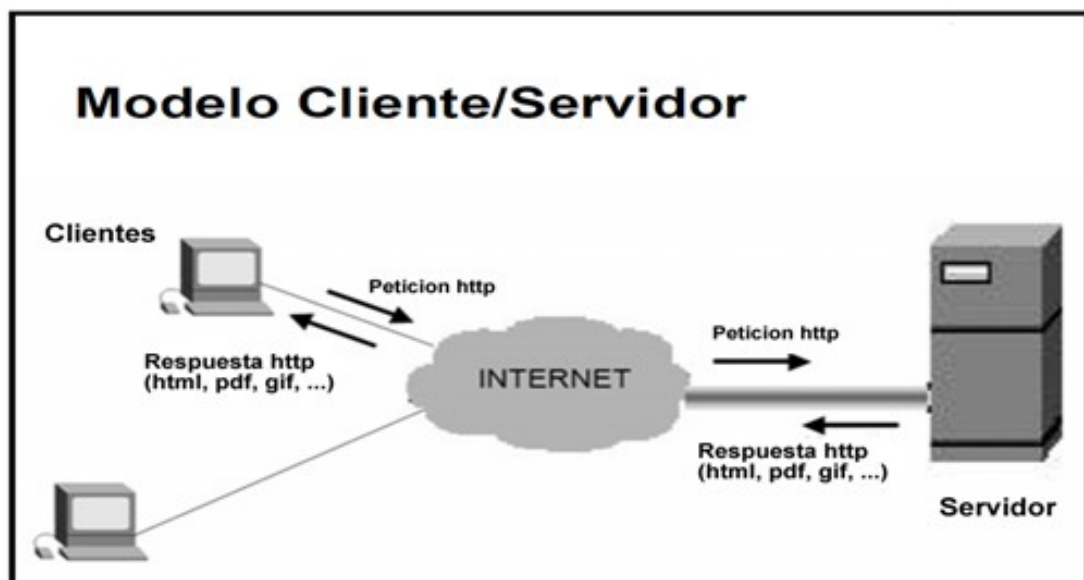 Modelo Cliente/Servidor
Clientes
Peticion http
Respuesta http
(html, pdf, gif, ...)
INTERNET
Peticion http
Respuesta http
(html, pdf, gif, ...)
Servidor